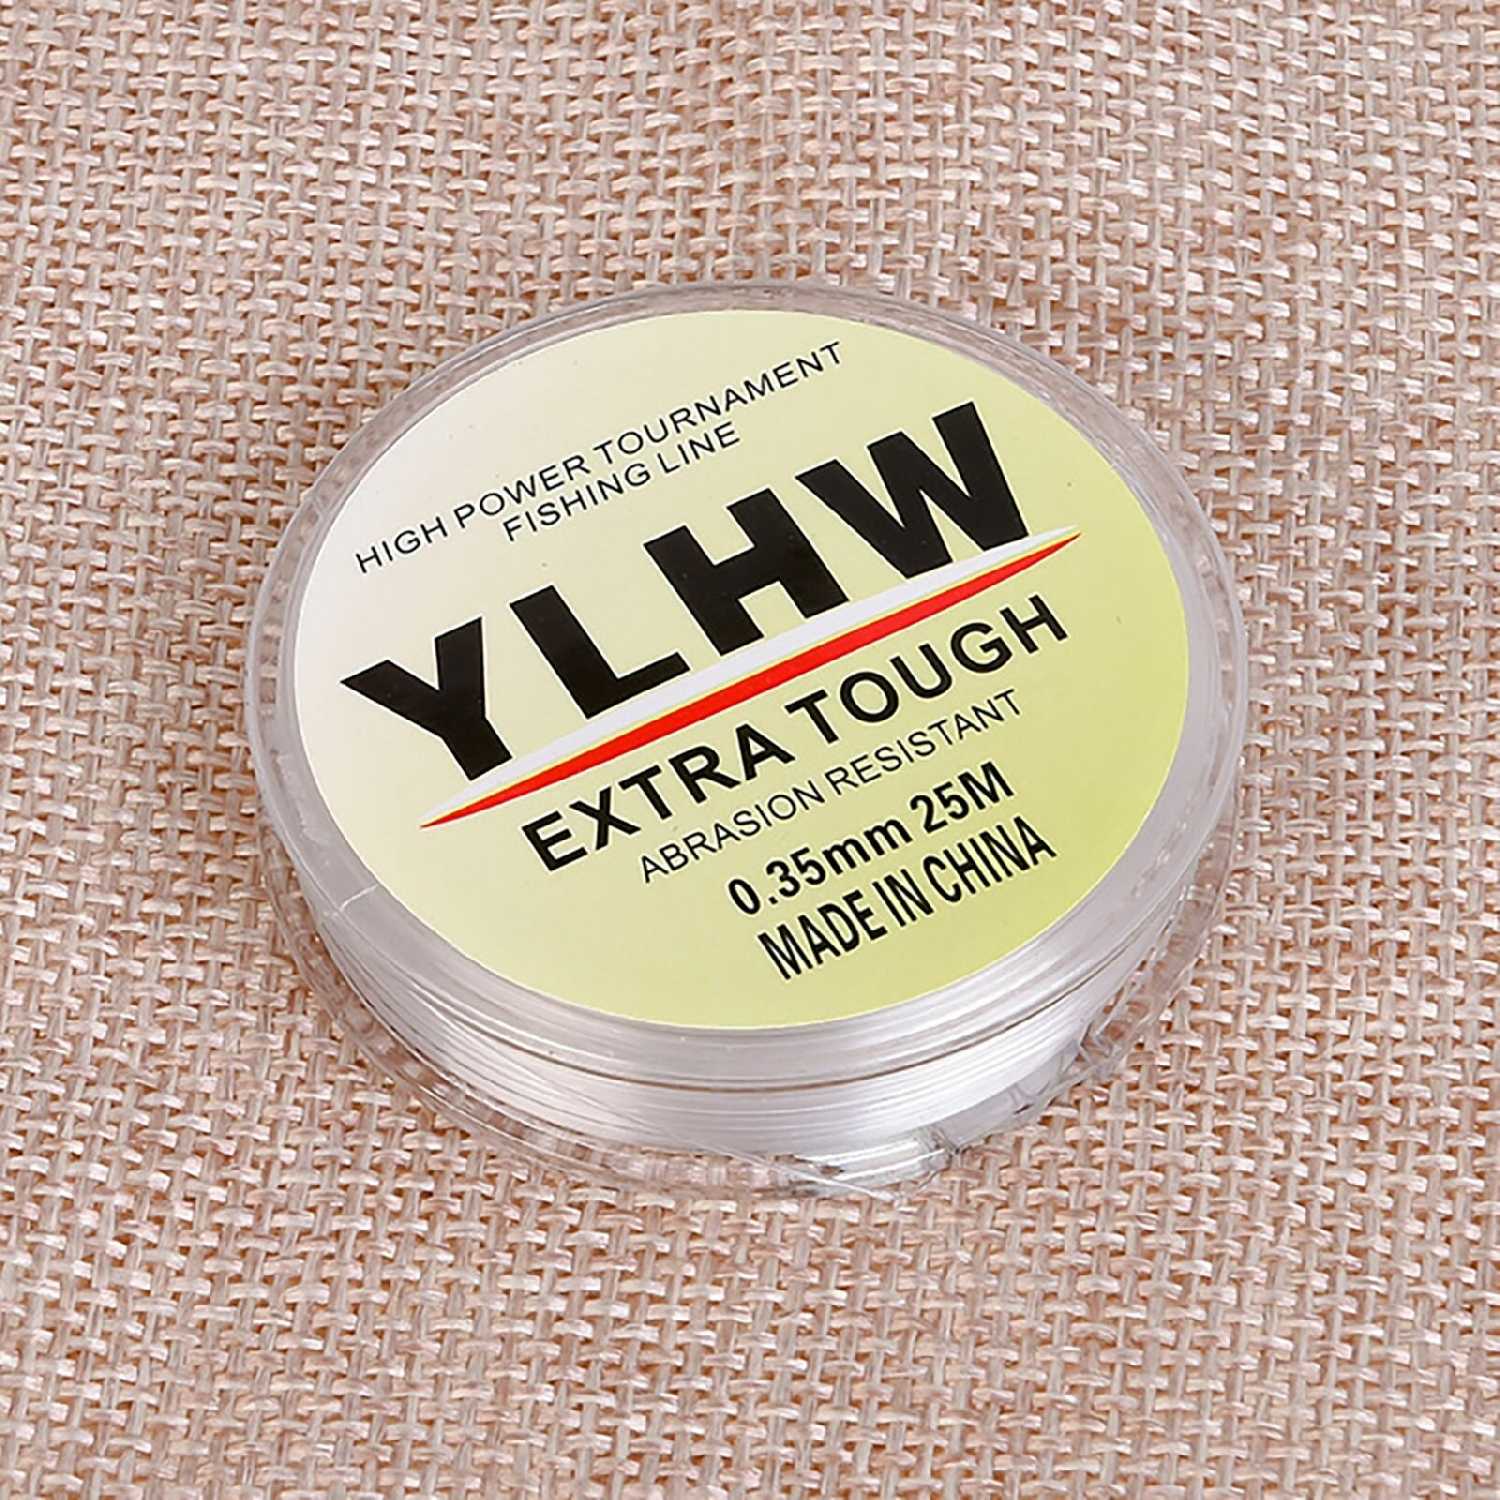 HIGH POWER TOURNAMENT
FISHING LINE
YLHW
EXTRA TOUGH
ABRASION RESISTANT
0.35mm 25M
MADE IN CHINA